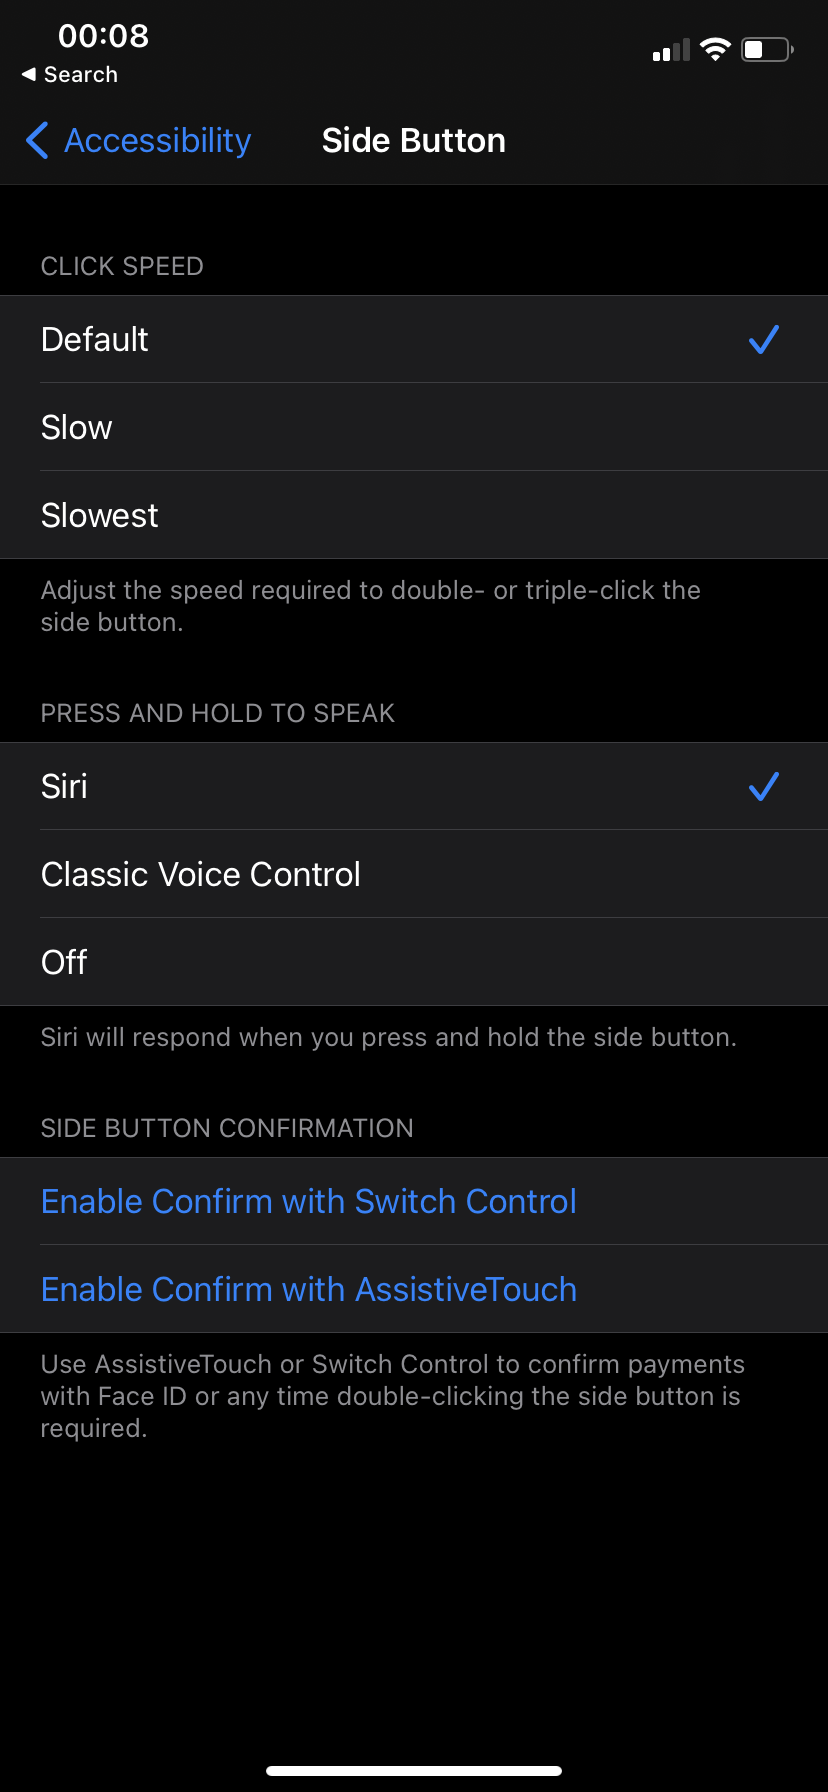 00:08
◀ Search
Accessibility
Side Button
CLICK SPEED
Default
Slow
Slowest
Adjust the speed required to double- or triple-click the
side button.
PRESS AND HOLD TO SPEAK
Siri
Classic Voice Control
Off
Siri will respond when you press and hold the side button.
SIDE BUTTON CONFIRMATION
Enable Confirm with Switch Control
Enable Confirm with AssistiveTouch
Use AssistiveTouch or Switch Control to confirm payments
with Face ID or any time double-clicking the side button is
required.